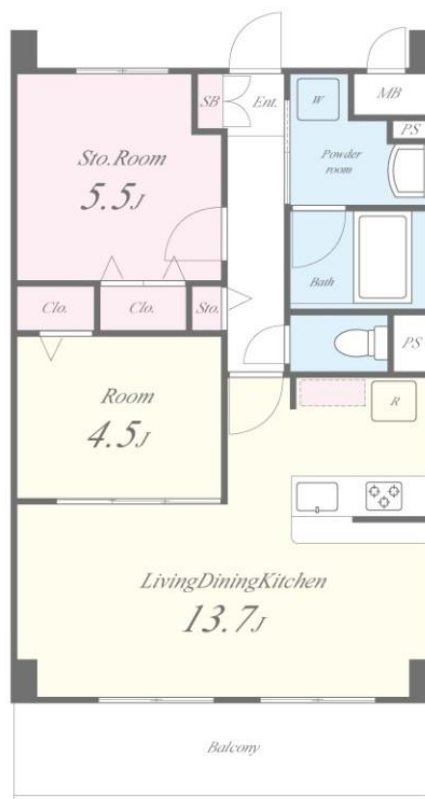 SB
Ent.
W
MB
PS
Powder
room
Sto.Room
5.5J
Bath
Clo.
Clo.
Sto.
PS
Room
4.5J
R
LivingDiningKitchen
13.7J
Balcony